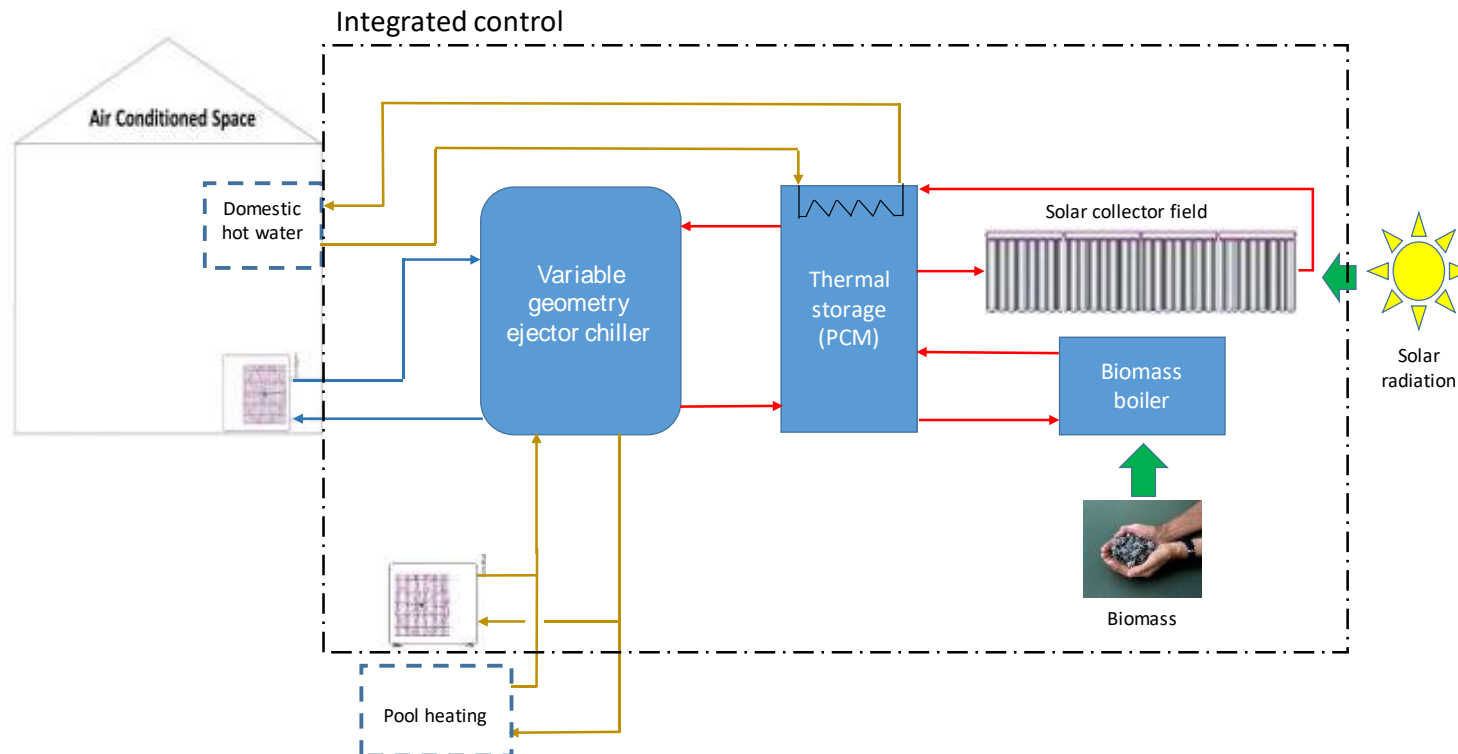 Integrated control
Air Conditioned Space
Domestic
hot water
Variable
geometry
ejector chiller
Thermal
storage
(PCM)
Solar collector field
Biomass
boiler
Solar
radiation
Biomass
Pool heating